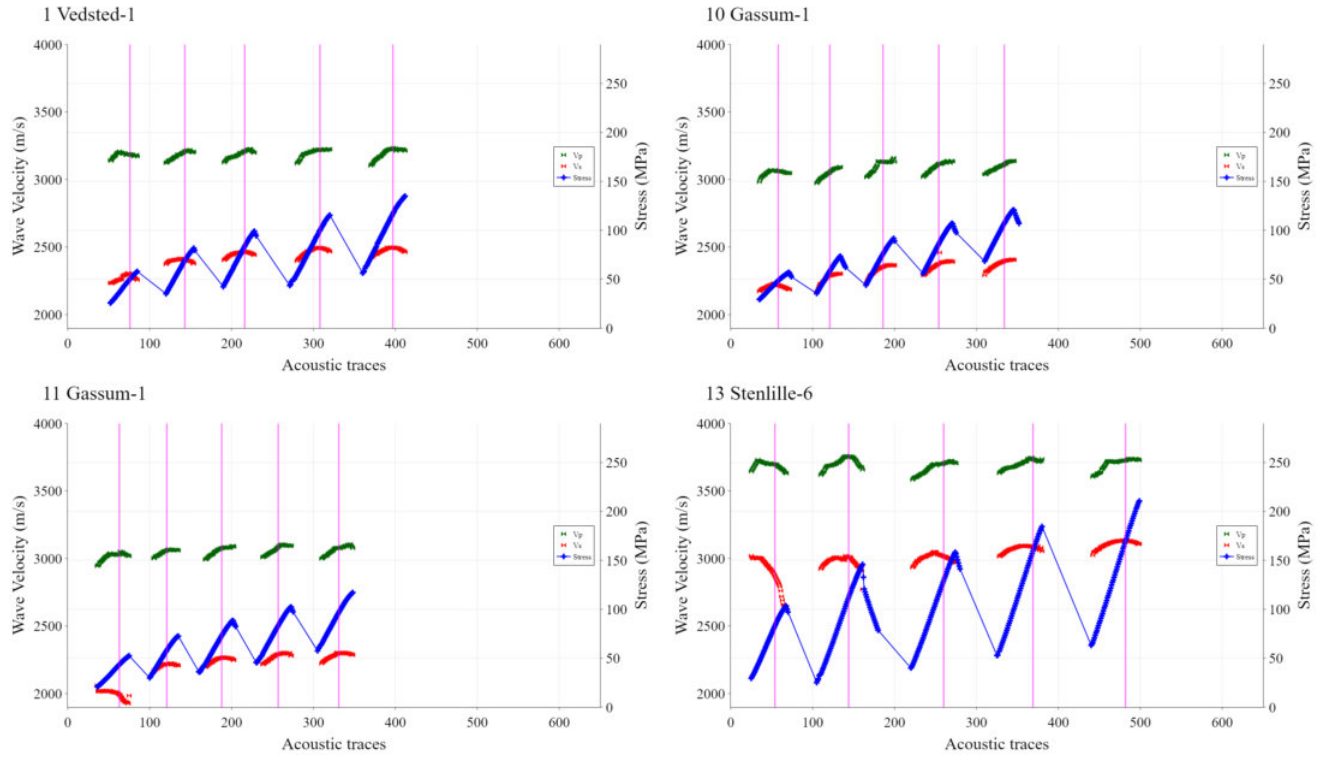 1 Vedsted-1
4000
3500
3000
2500
2000
Wave Velocity (m/s)
250
200
150
100
50
0
Stress (MPa)
Vp
Vs
Stress
0 100 200 300 400 500 600
Acoustic traces
10 Gassum-1
4000
3500
3000
2500
2000
Wave Velocity (m/s)
250
200
150
100
50
0
Stress (MPa)
Vp
Vs
Stress
0 100 200 300 400 500 600
Acoustic traces
11 Gassum-1
4000
3500
3000
2500
2000
Wave Velocity (m/s)
250
200
150
100
50
0
Stress (MPa)
Vp
Vs
Stress
0 100 200 300 400 500 600
Acoustic traces
13 Stenlille-6
4000
3500
3000
2500
2000
Wave Velocity (m/s)
250
200
150
100
50
0
Stress (MPa)
Vp
Vs
Stress
0 100 200 300 400 500 600
Acoustic traces